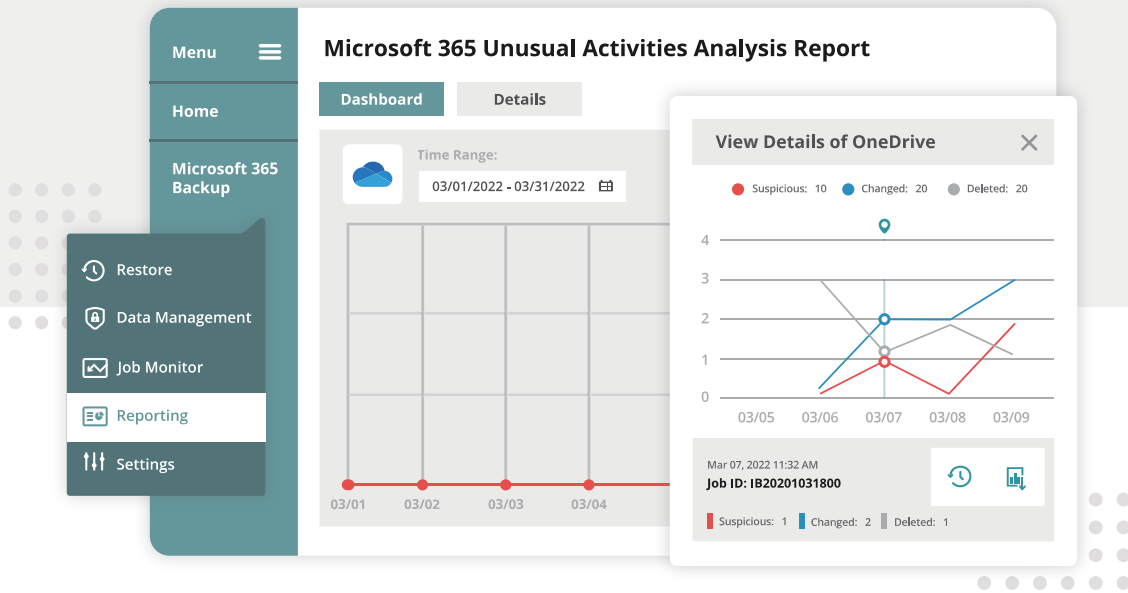 Menu
Home
Microsoft 365
Backup
Restore
Data Management
Job Monitor
Reporting
Settings
Microsoft 365 Unusual Activities Analysis Report
Dashboard
Details
Time Range:
03/01/2022 - 03/31/2022
03/01 03/02 03/03 03/04
View Details of OneDrive
Suspicious: 10 Changed: 20 Deleted: 20
4
3
2
1
0
03/05 03/06 03/07 03/08 03/09
Mar 07, 2022 11:32 AM
Job ID: IB20201031800
Suspicious: 1 Changed: 2 Deleted: 1